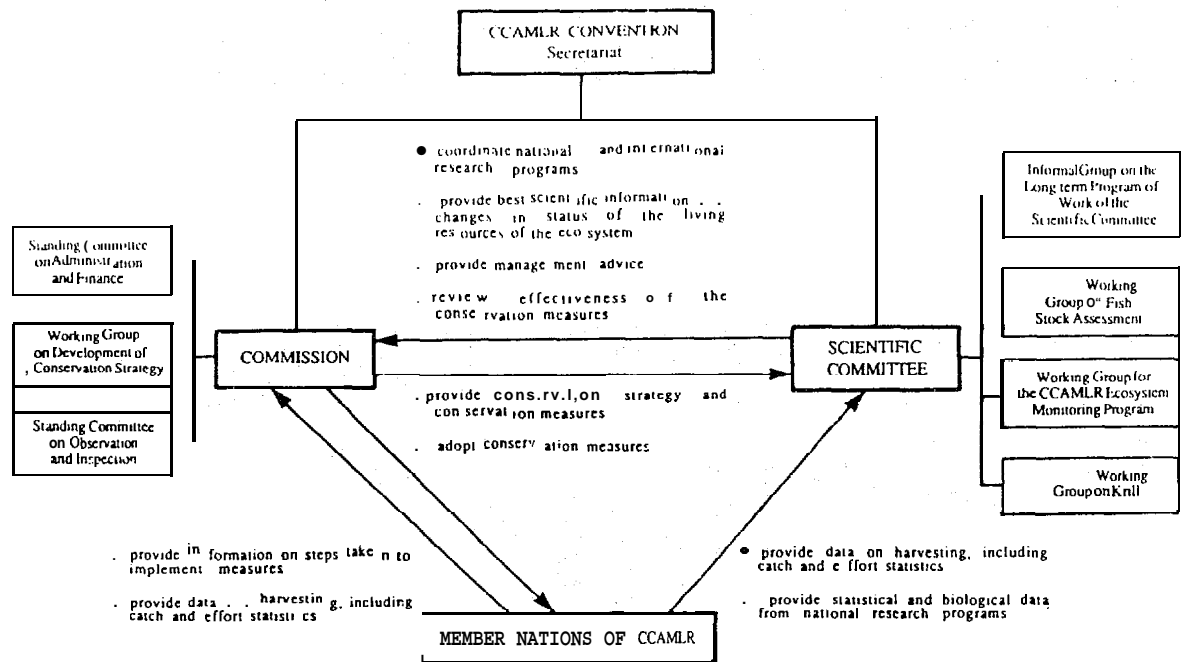 CCAMLR CONVENTION
Secretariat
● coordinate national and international
research programs
. provide best scientific information . .
changes in status of the living
resources of the eco system
. provide management advice
. review effectiveness of the
conservation measures
Standing Committee
on Administration
and Finance
Working Group
on Development of
, Conservation Strategy
Standing Committee
on Observation
and Inspection
COMMISSION
SCIENTIFIC
COMMITTEE
Informal Group on the
Long term Program of
Work of the
Scientific Committee
Working
Group o" Fish
Stock Assessment
Working Group for
the CCAMLR Ecosystem
Monitoring Program
Working
Group on Krill
. provide cons.rv.l,on strategy and
conservation measures
. adopt conservation measures
. provide information on steps taken to
implement measures
. provide data . . harvesting, including
catch and effort statistics
● provide data on harvesting, including
catch and effort statistics
. provide statistical and biological data
from national research programs
MEMBER NATIONS OF CCAMLR